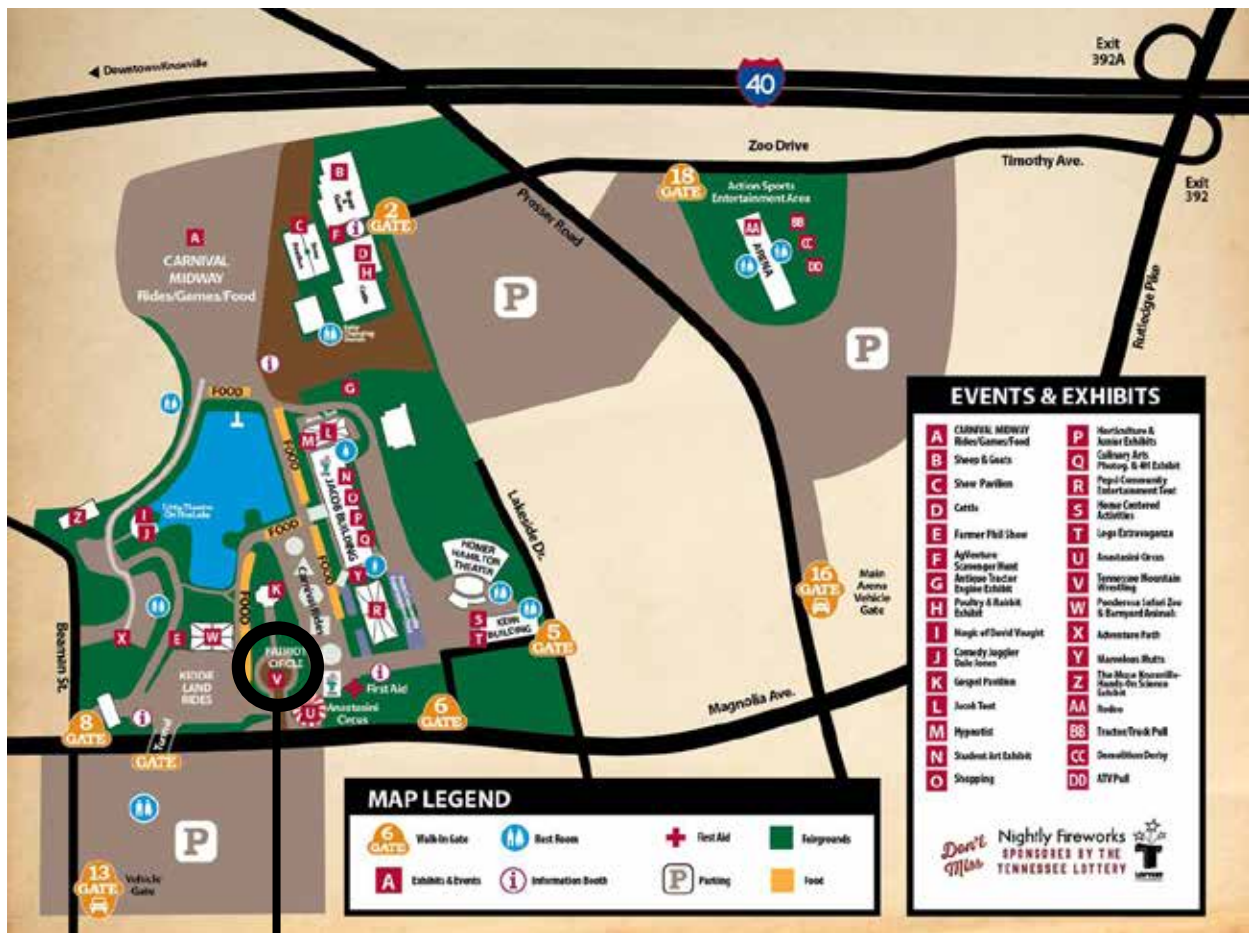 Downtown/Knoxville
40
Exit
392A
Zoo Drive
Timothy Ave.
Exit
392
Prosser Road
Rutledge Pike
18
GATE
Action Sports
Entertainment Area
AA
BB
CC
DD
ARENA
2
GATE
B
C
F
D
H
Cattle
A
CARNIVAL
MIDWAY
Rides/Games/Food
P
P
G
FOOD
L
M
FOOD
N
O
P
Q
JACOB BUILDING
Y
R
Z
I
J
Little Theatre
On The Lake
FOOD
FOOD
FOOD
K
Carnival Rides
HOMER
HAMILTON
THEATER
S
T
KERR
BUILDING
5
GATE
Lakeside Dr.
16
GATE
Main
Arena
Vehicle
Gate
Beaman St.
X
E
W
KIDDIE
LAND
RIDES
PATRIOT
CIRCLE
V
First Aid
U
Anastasini
Circus
6
GATE
Magnolia Ave.
8
GATE
Tunnel
GATE
P
13
GATE
Vehicle
Gate
MAP LEGEND
6
GATE
Walk-In Gate
Rest Room
First Aid
Fairgrounds
A
Exhibits & Events
Information Booth
P
Parking
Food
EVENTS & EXHIBITS
A CARNIVAL MIDWAY
Rides/Games/Food
B Sheep & Goats
C Show Pavilion
D Cattle
E Farmer Phil Show
F AgVenture
Scavenger Hunt
G Antique Tractor
Engine Exhibit
H Poultry & Rabbit
Exhibit
I Magic of David Vaught
J Comedy Juggler
Dale Jones
K Gospel Pavilion
L Jacob Tent
M Hypnotist
N Student Art Exhibit
O Shopping
P Horticulture &
Junior Exhibits
Q Culinary Arts
Photog. & 4H Exhibit
R Pepsi Community
Entertainment Tent
S Home Centered
Activities
T Lego Extravaganza
U Anastasini Circus
V Tennessee Mountain
Wrestling
W Ponderosa Safari Zoo
& Barnyard Animals
X Adventure Path
Y Marvelous Mutts
Z The Muse Knoxville-
Hands-On Science
Exhibit
AA Rodeo
BB Tractor/Truck Pull
CC Demolition Derby
DD ATV Pull
Don't
Miss
Nightly Fireworks
SPONSORED BY THE
TENNESSEE LOTTERY